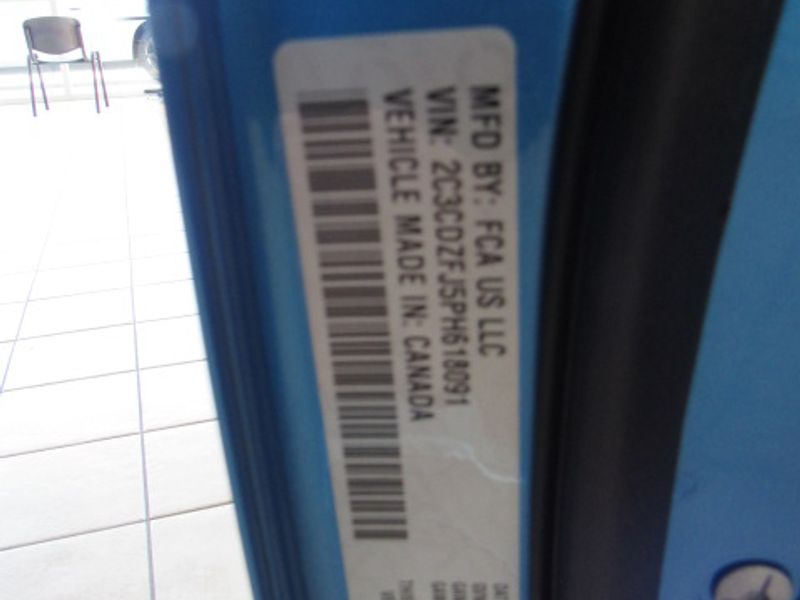 MFD BY: FCA US LLC
VIN: 2C3CDZFJ5PH618091
VEHICLE MADE IN: CANADA